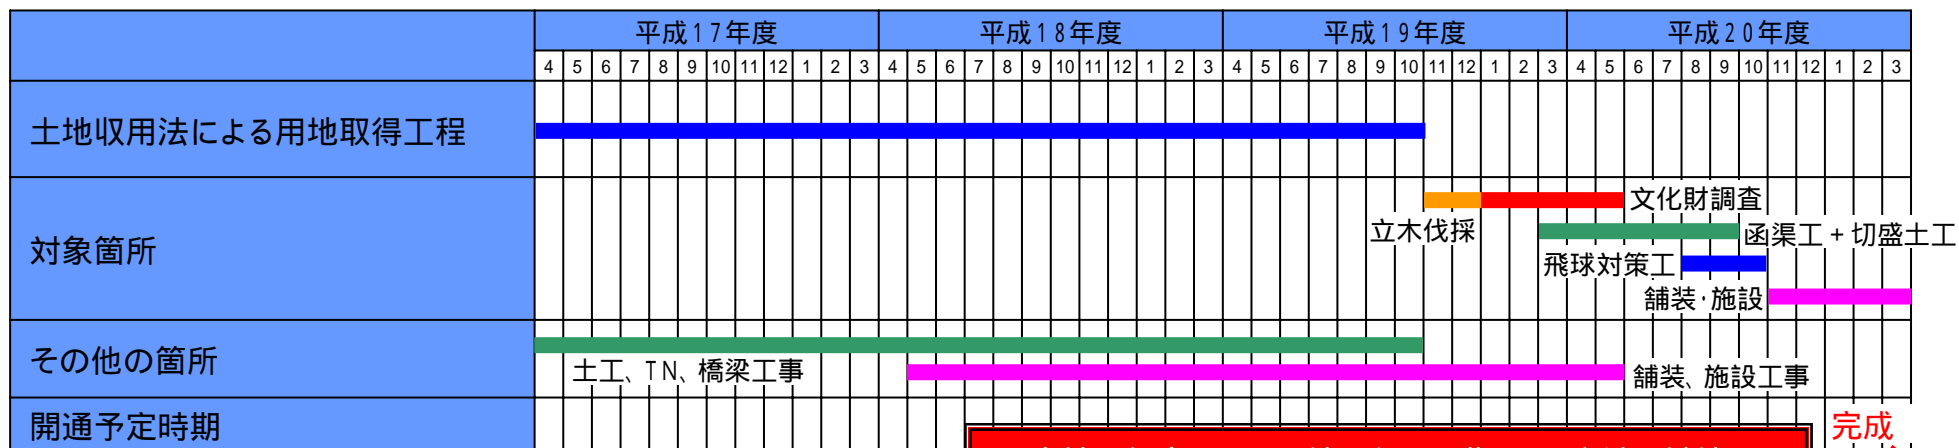 平成17年度 平成18年度 平成19年度 平成20年度
4 5 6 7 8 9 10 11 12 1 2 3 4 5 6 7 8 9 10 11 12 1 2 3 4 5 6 7 8 9 10 11 12 1 2 3 4 5 6 7 8 9 10 11 12 1 2 3
土地収用法による用地取得工程
対象箇所
文化財調査
立木伐採
函渠工+切盛土工
飛球対策工
舗装・施設
その他の箇所
土工、TN、橋梁工事
舗装、施設工事
開通予定時期
完成